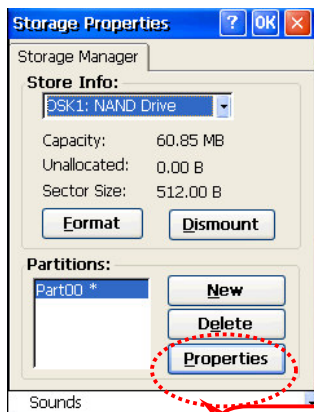 Storage Properties ? OK ×
Storage Manager
Store Info:
DSK1: NAND Drive
Capacity: 60.85 MB
Unallocated: 0.00 B
Sector Size: 512.00 B
Format Dismount
Partitions:
Part00 * New
Delete
Properties
Sounds